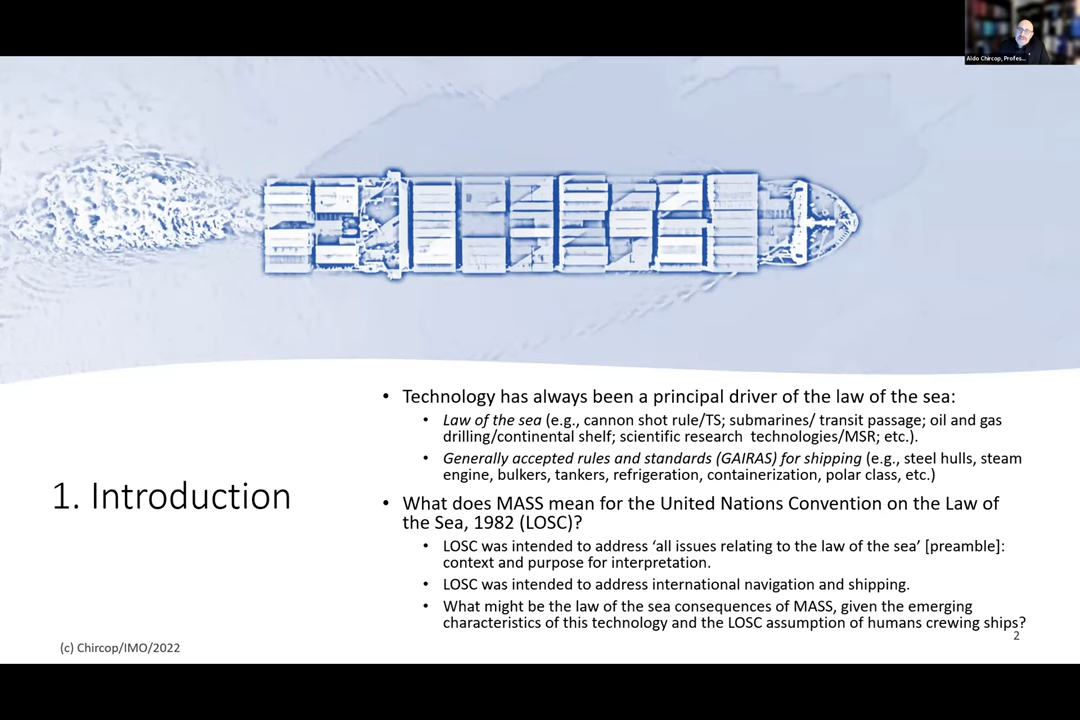 Aldo Chircop, Profes...
1. Introduction
• Technology has always been a principal driver of the law of the sea:
• Law of the sea (e.g., cannon shot rule/TS; submarines/ transit passage; oil and gas
drilling/continental shelf; scientific research technologies/MSR; etc.).
• Generally accepted rules and standards (GAIRAS) for shipping (e.g., steel hulls, steam
engine, bulkers, tankers, refrigeration, containerization, polar class, etc.)
• What does MASS mean for the United Nations Convention on the Law of
the Sea, 1982 (LOSC)?
• LOSC was intended to address ‘all issues relating to the law of the sea’ [preamble]:
context and purpose for interpretation.
• LOSC was intended to address international navigation and shipping.
• What might be the law of the sea consequences of MASS, given the emerging
characteristics of this technology and the LOSC assumption of humans crewing ships?
2
(c) Chircop/IMO/2022